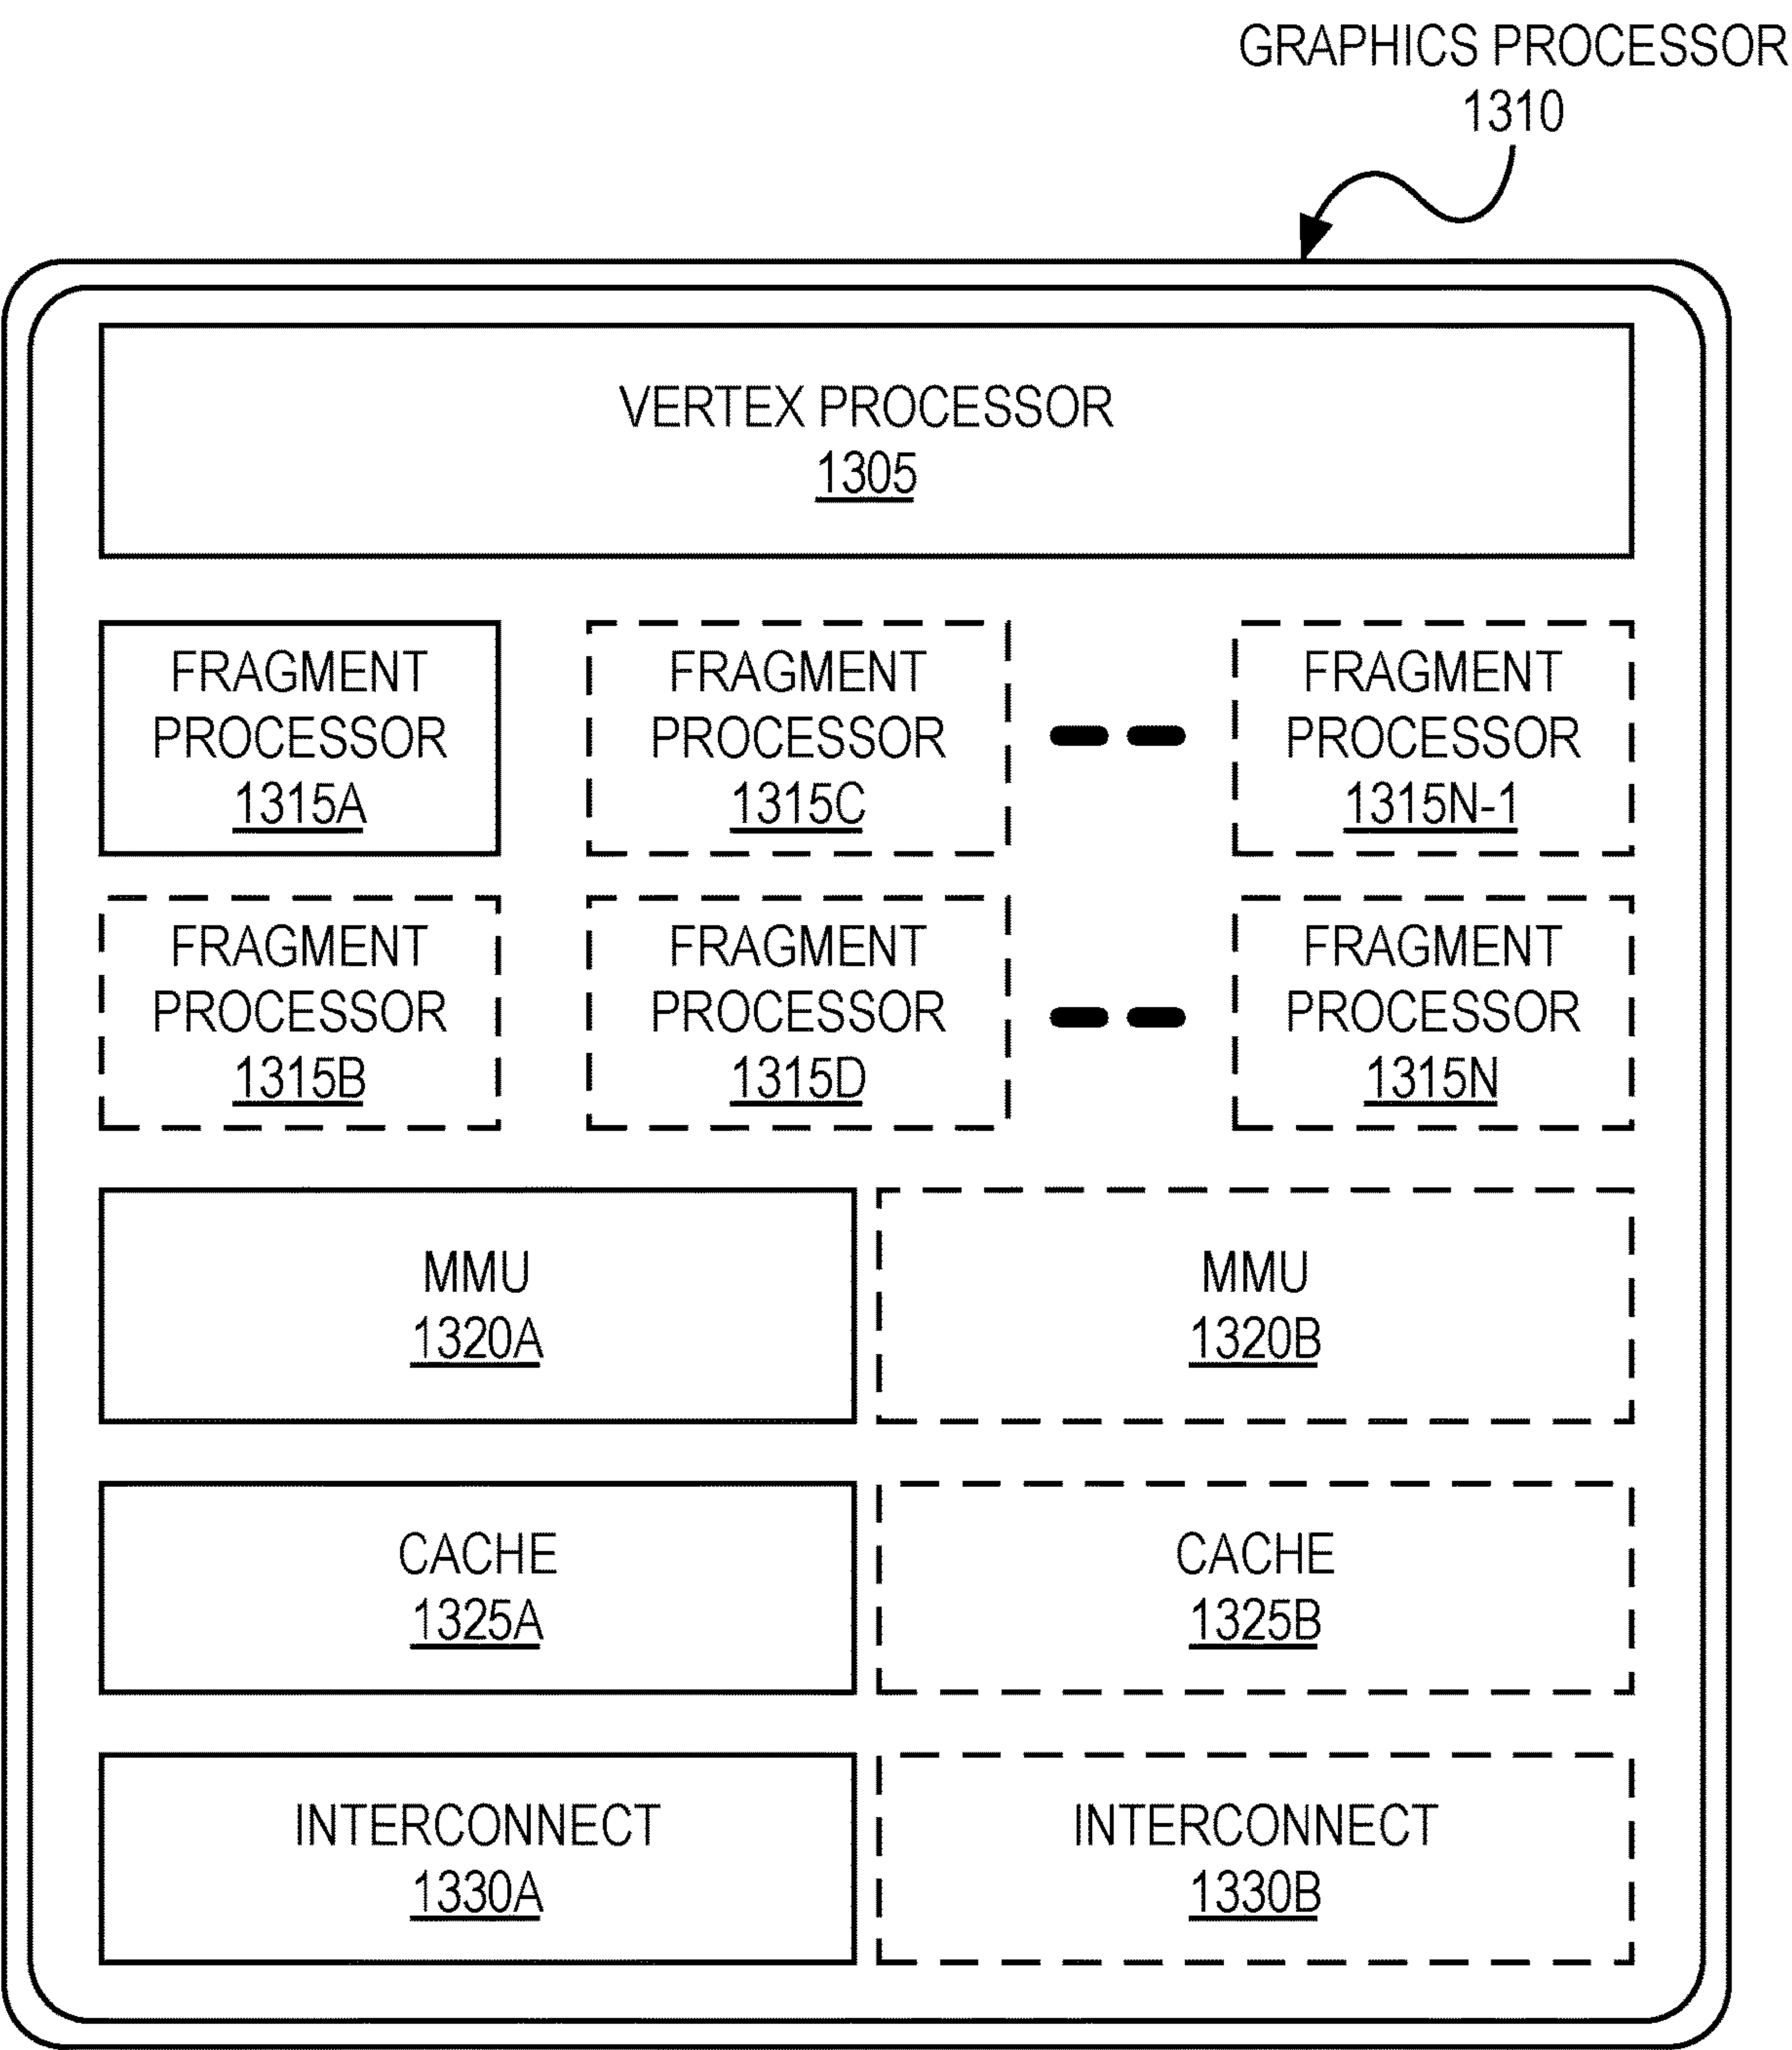 GRAPHICS PROCESSOR
1310
VERTEX PROCESSOR
1305
FRAGMENT
PROCESSOR
1315A
FRAGMENT
PROCESSOR
1315C
FRAGMENT
PROCESSOR
1315N-1
FRAGMENT
PROCESSOR
1315B
FRAGMENT
PROCESSOR
1315D
FRAGMENT
PROCESSOR
1315N
MMU
1320A
MMU
1320B
CACHE
1325A
CACHE
1325B
INTERCONNECT
1330A
INTERCONNECT
1330B